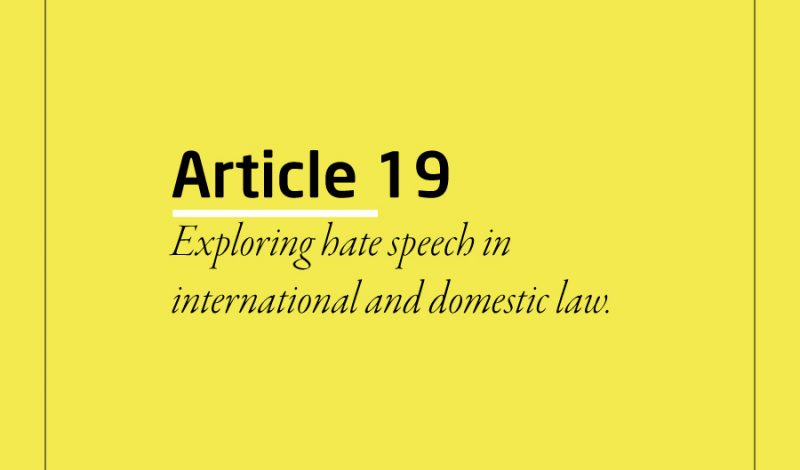 Article 19
Exploring hate speech in
international and domestic law.